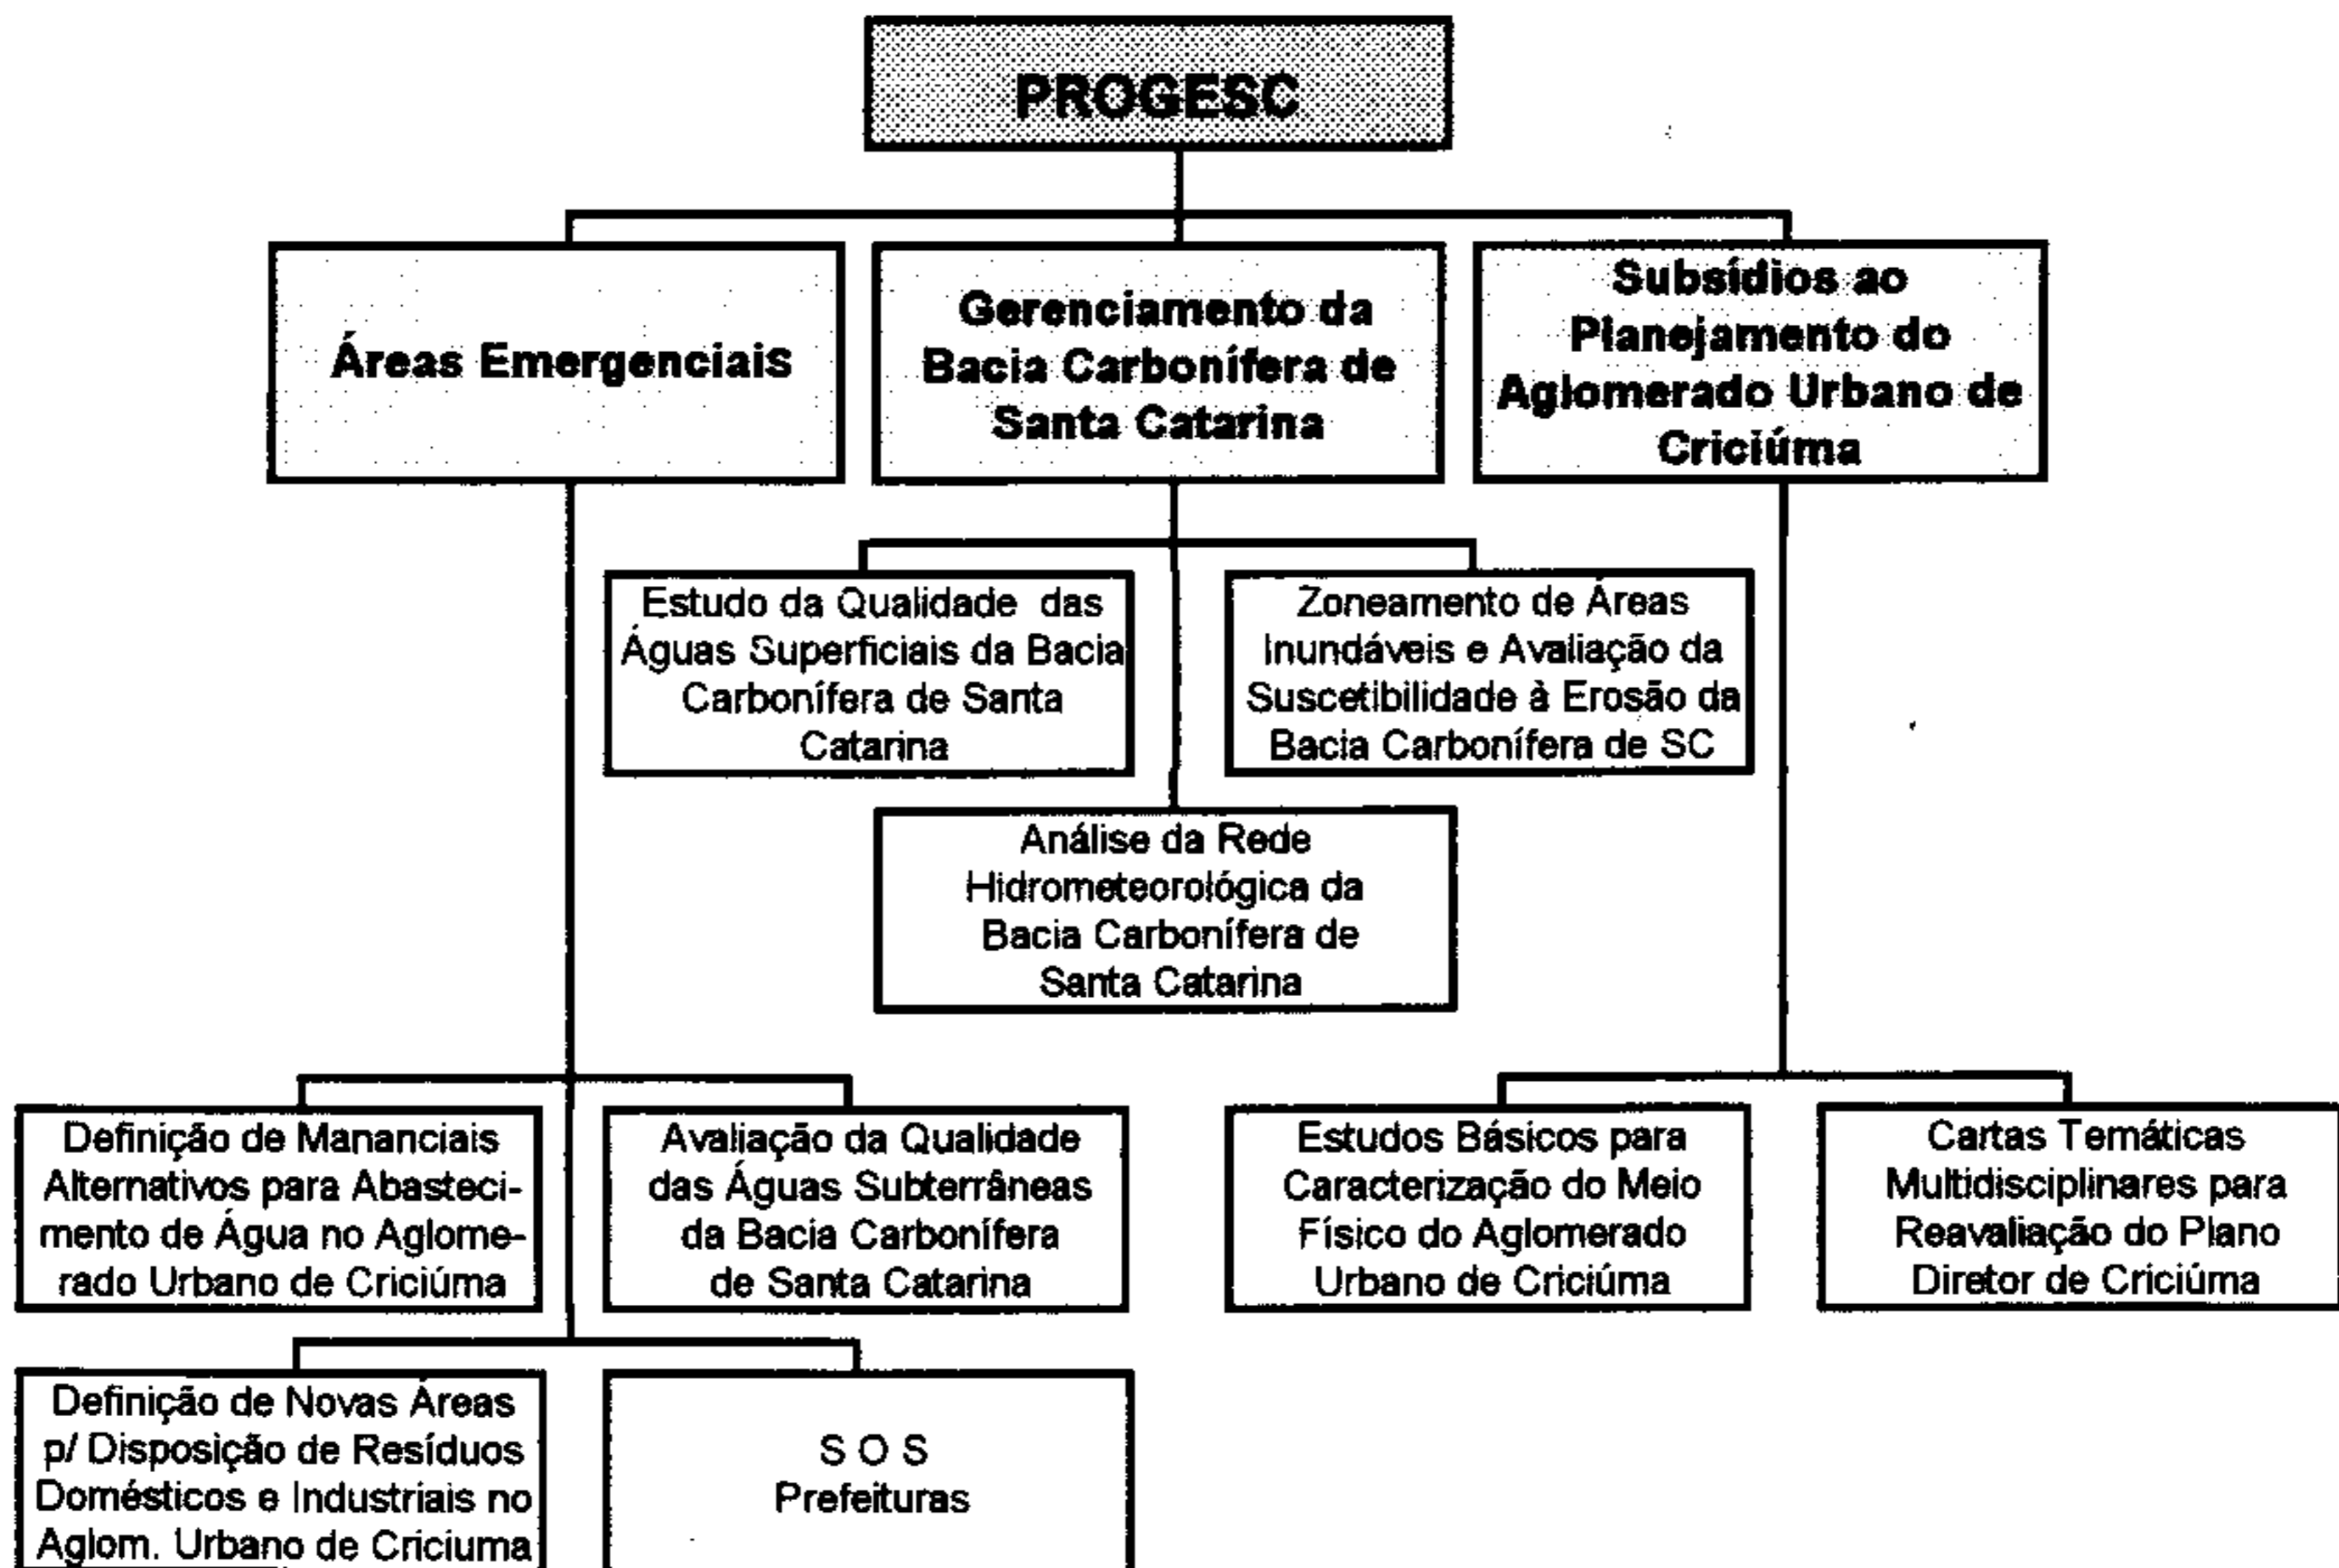 PROGESC
Áreas Emergenciais
Gerenciamento da
Bacia Carbonífera de
Santa Catarina
Subsídios ao
Planejamento do
Aglomerado Urbano de
Criciúma
Estudo da Qualidade das
Águas Superficiais da Bacia
Carbonífera de Santa
Catarina
Zoneamento de Áreas
Inundáveis e Avaliação da
Suscetibilidade à Erosão da
Bacia Carbonífera de SC
Análise da Rede
Hidrometeorológica da
Bacia Carbonífera de
Santa Catarina
Definição de Mananciais
Alternativos para Abasteci-
mento de Água no Aglome-
rado Urbano de Criciúma
Avaliação da Qualidade
das Águas Subterrâneas
da Bacia Carbonífera
de Santa Catarina
Estudos Básicos para
Caracterização do Meio
Físico do Aglomerado
Urbano de Criciúma
Cartas Temáticas
Multidisciplinares para
Reavaliação do Plano
Diretor de Criciúma
Definição de Novas Áreas
p/ Disposição de Resíduos
Domésticos e Industriais no
Aglom. Urbano de Criciuma
S O S
Prefeituras